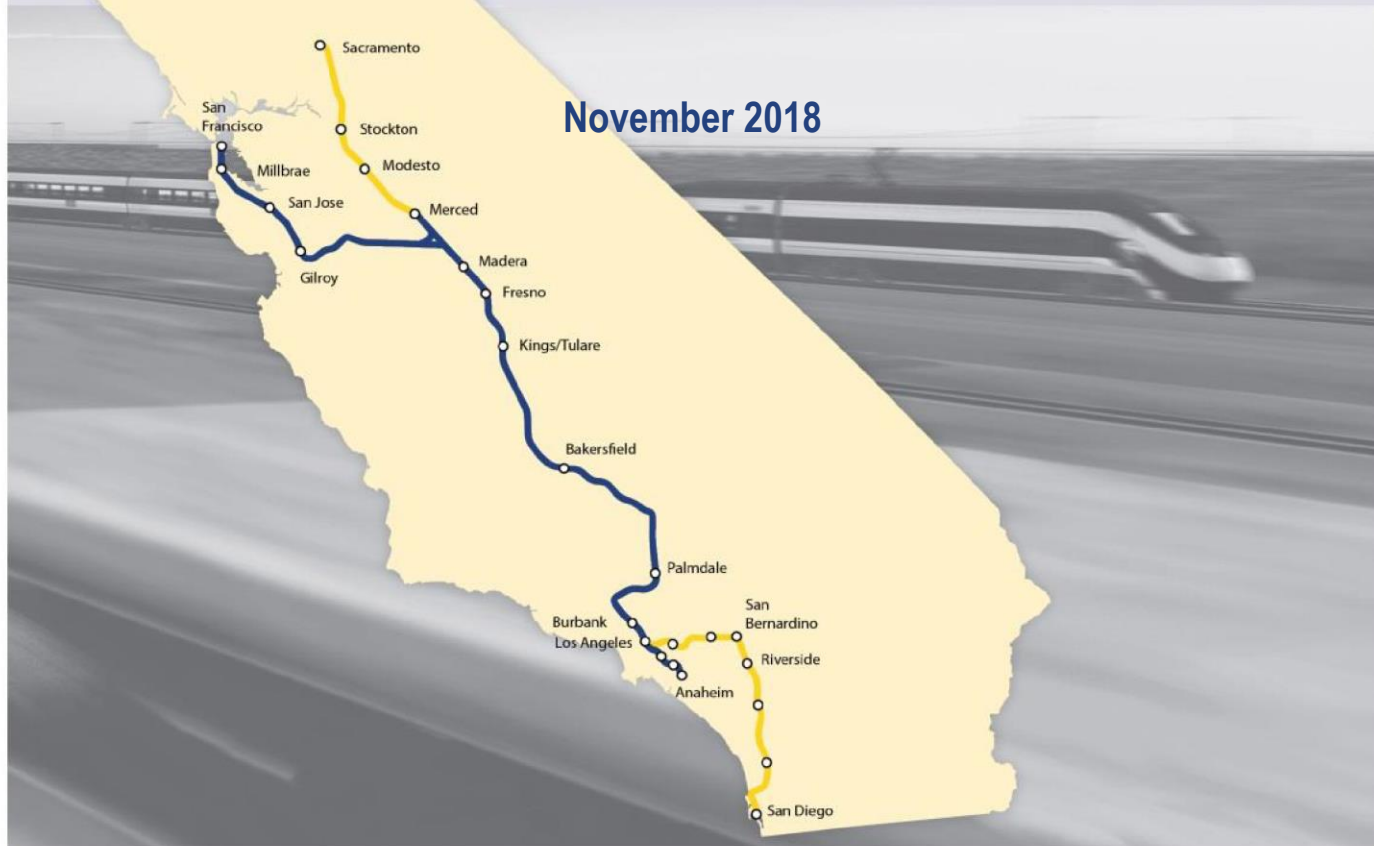 Sacramento
November 2018
San
Francisco
Stockton
Modesto
Millbrae
San Jose
Merced
Gilroy
Madera
Fresno
Kings/Tulare
Bakersfield
Palmdale
San
Bernardino
Burbank
Los Angeles
Riverside
Anaheim
San Diego